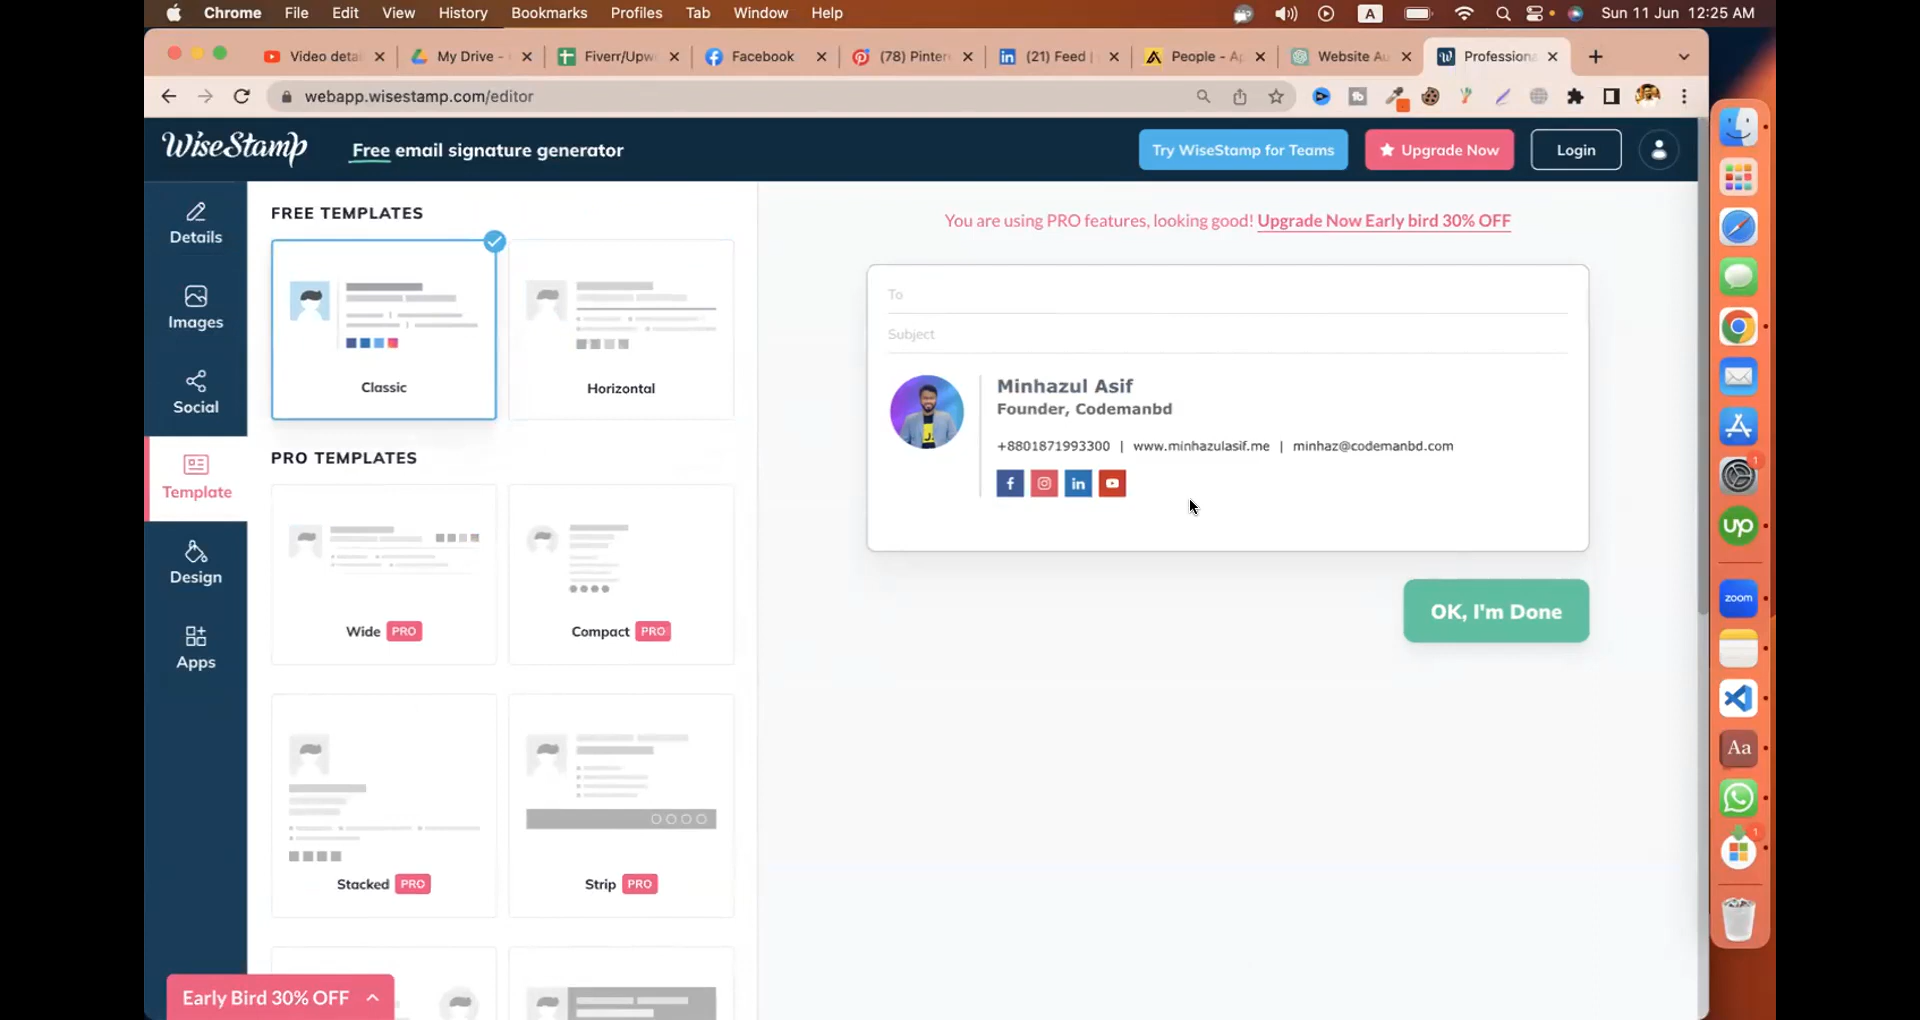 Chrome File Edit View History Bookmarks Profiles Tab Window Help A Sun 11 Jun 12:25 AM
Video detai My Drive - Fiverr/Upw Facebook (78) Pinter (21) Feed | People - Ap Website Au Professiona
webapp.wisestamp.com/editor
WiseStamp Free email signature generator Try WiseStamp for Teams Upgrade Now Login
Details
Images
Social
Template
Design
Apps
FREE TEMPLATES
Classic Horizontal
PRO TEMPLATES
Wide PRO Compact PRO
Stacked PRO Strip PRO
Early Bird 30% OFF
You are using PRO features, looking good! Upgrade Now Early bird 30% OFF
To
Subject
Minhazul Asif
Founder, Codemanbd
+8801871993300 | www.minhazulasif.me | minhaz@codemanbd.com
f in
OK, I'm Done
1
up
zoom
Aa
1